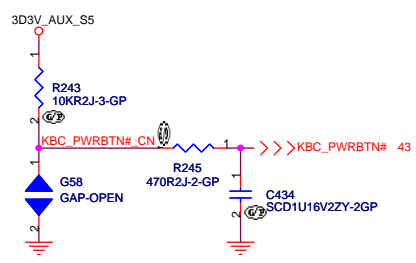 3D3V_AUX_S5
1
R243
10KR2J-3-GP
2
KBC_PWRBTN#_CN
1
KBC_PWRBTN# 43
1
R245
470R2J-2-GP
1
G58
GAP-OPEN
C434
SCD1U16V2ZY-2GP
2
2